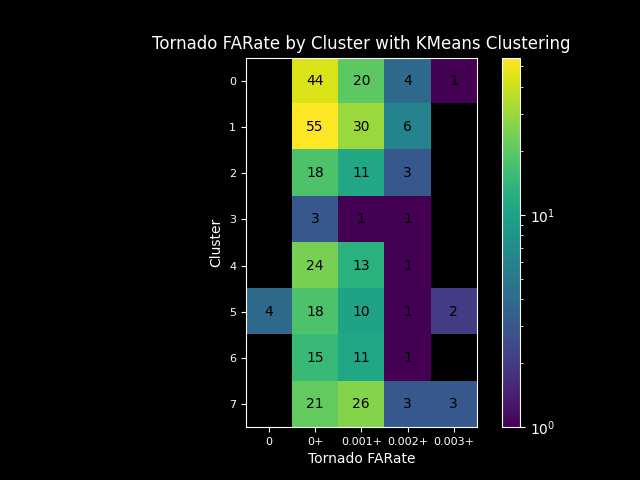 Tornado FARate by Cluster with KMeans Clustering
0 44 20 4 1
1 55 30 6
2 18 11 3
3 3 1 1
4 24 13 1
5 4 18 10 1 2
6 15 11 1
7 21 26 3 3
Cluster
0 0+ 0.001+ 0.002+ 0.003+
Tornado FARate
10¹
10⁰